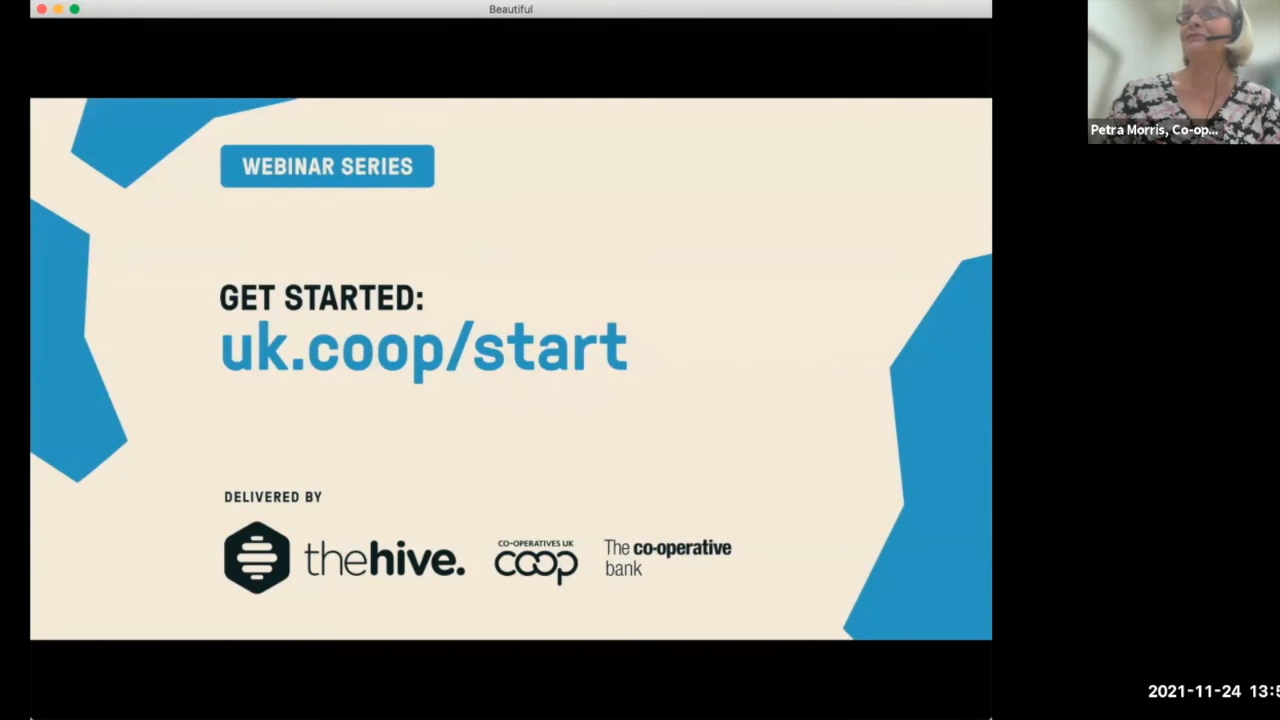 Beautiful
Petra Morris, Co-op...
WEBINAR SERIES
GET STARTED:
uk.coop/start
DELIVERED BY
thehive.
CO-OPERATIVES UK
coop
The co-operative
bank
2021-11-24 13:5